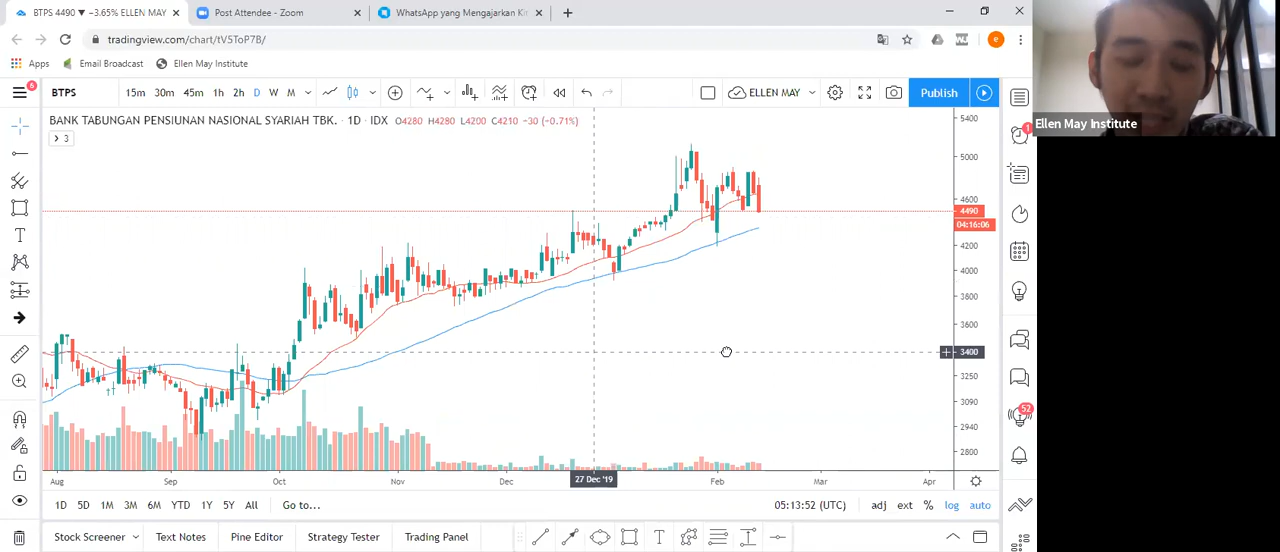 BTPS 4490 ▼ −3.65% ELLEN MAY
Post Attendee - Zoom
WhatsApp yang Mengajarkan Ki
tradingview.com/chart/tV5ToP7B/
e
Apps
Email Broadcast
Ellen May Institute
6
BTPS
15m 30m 45m 1h 2h D W M
ELLEN MAY
Publish
BANK TABUNGAN PENSIUNAN NASIONAL SYARIAH TBK. · 1D · IDX O4280 H4280 L4200 C4210 −30 (−0.71%)
3
Ellen May Institute
1
5400
5000
4600
4490
04:16:06
4200
4000
3800
3600
3400
3250
3090
2940
2800
52
Aug Sep Oct Nov Dec 27 Dec '19 Feb Mar Apr
1D 5D 1M 3M 6M YTD 1Y 5Y All Go to...
05:13:52 (UTC) adj ext % log auto
Stock Screener Text Notes Pine Editor Strategy Tester Trading Panel
T
T